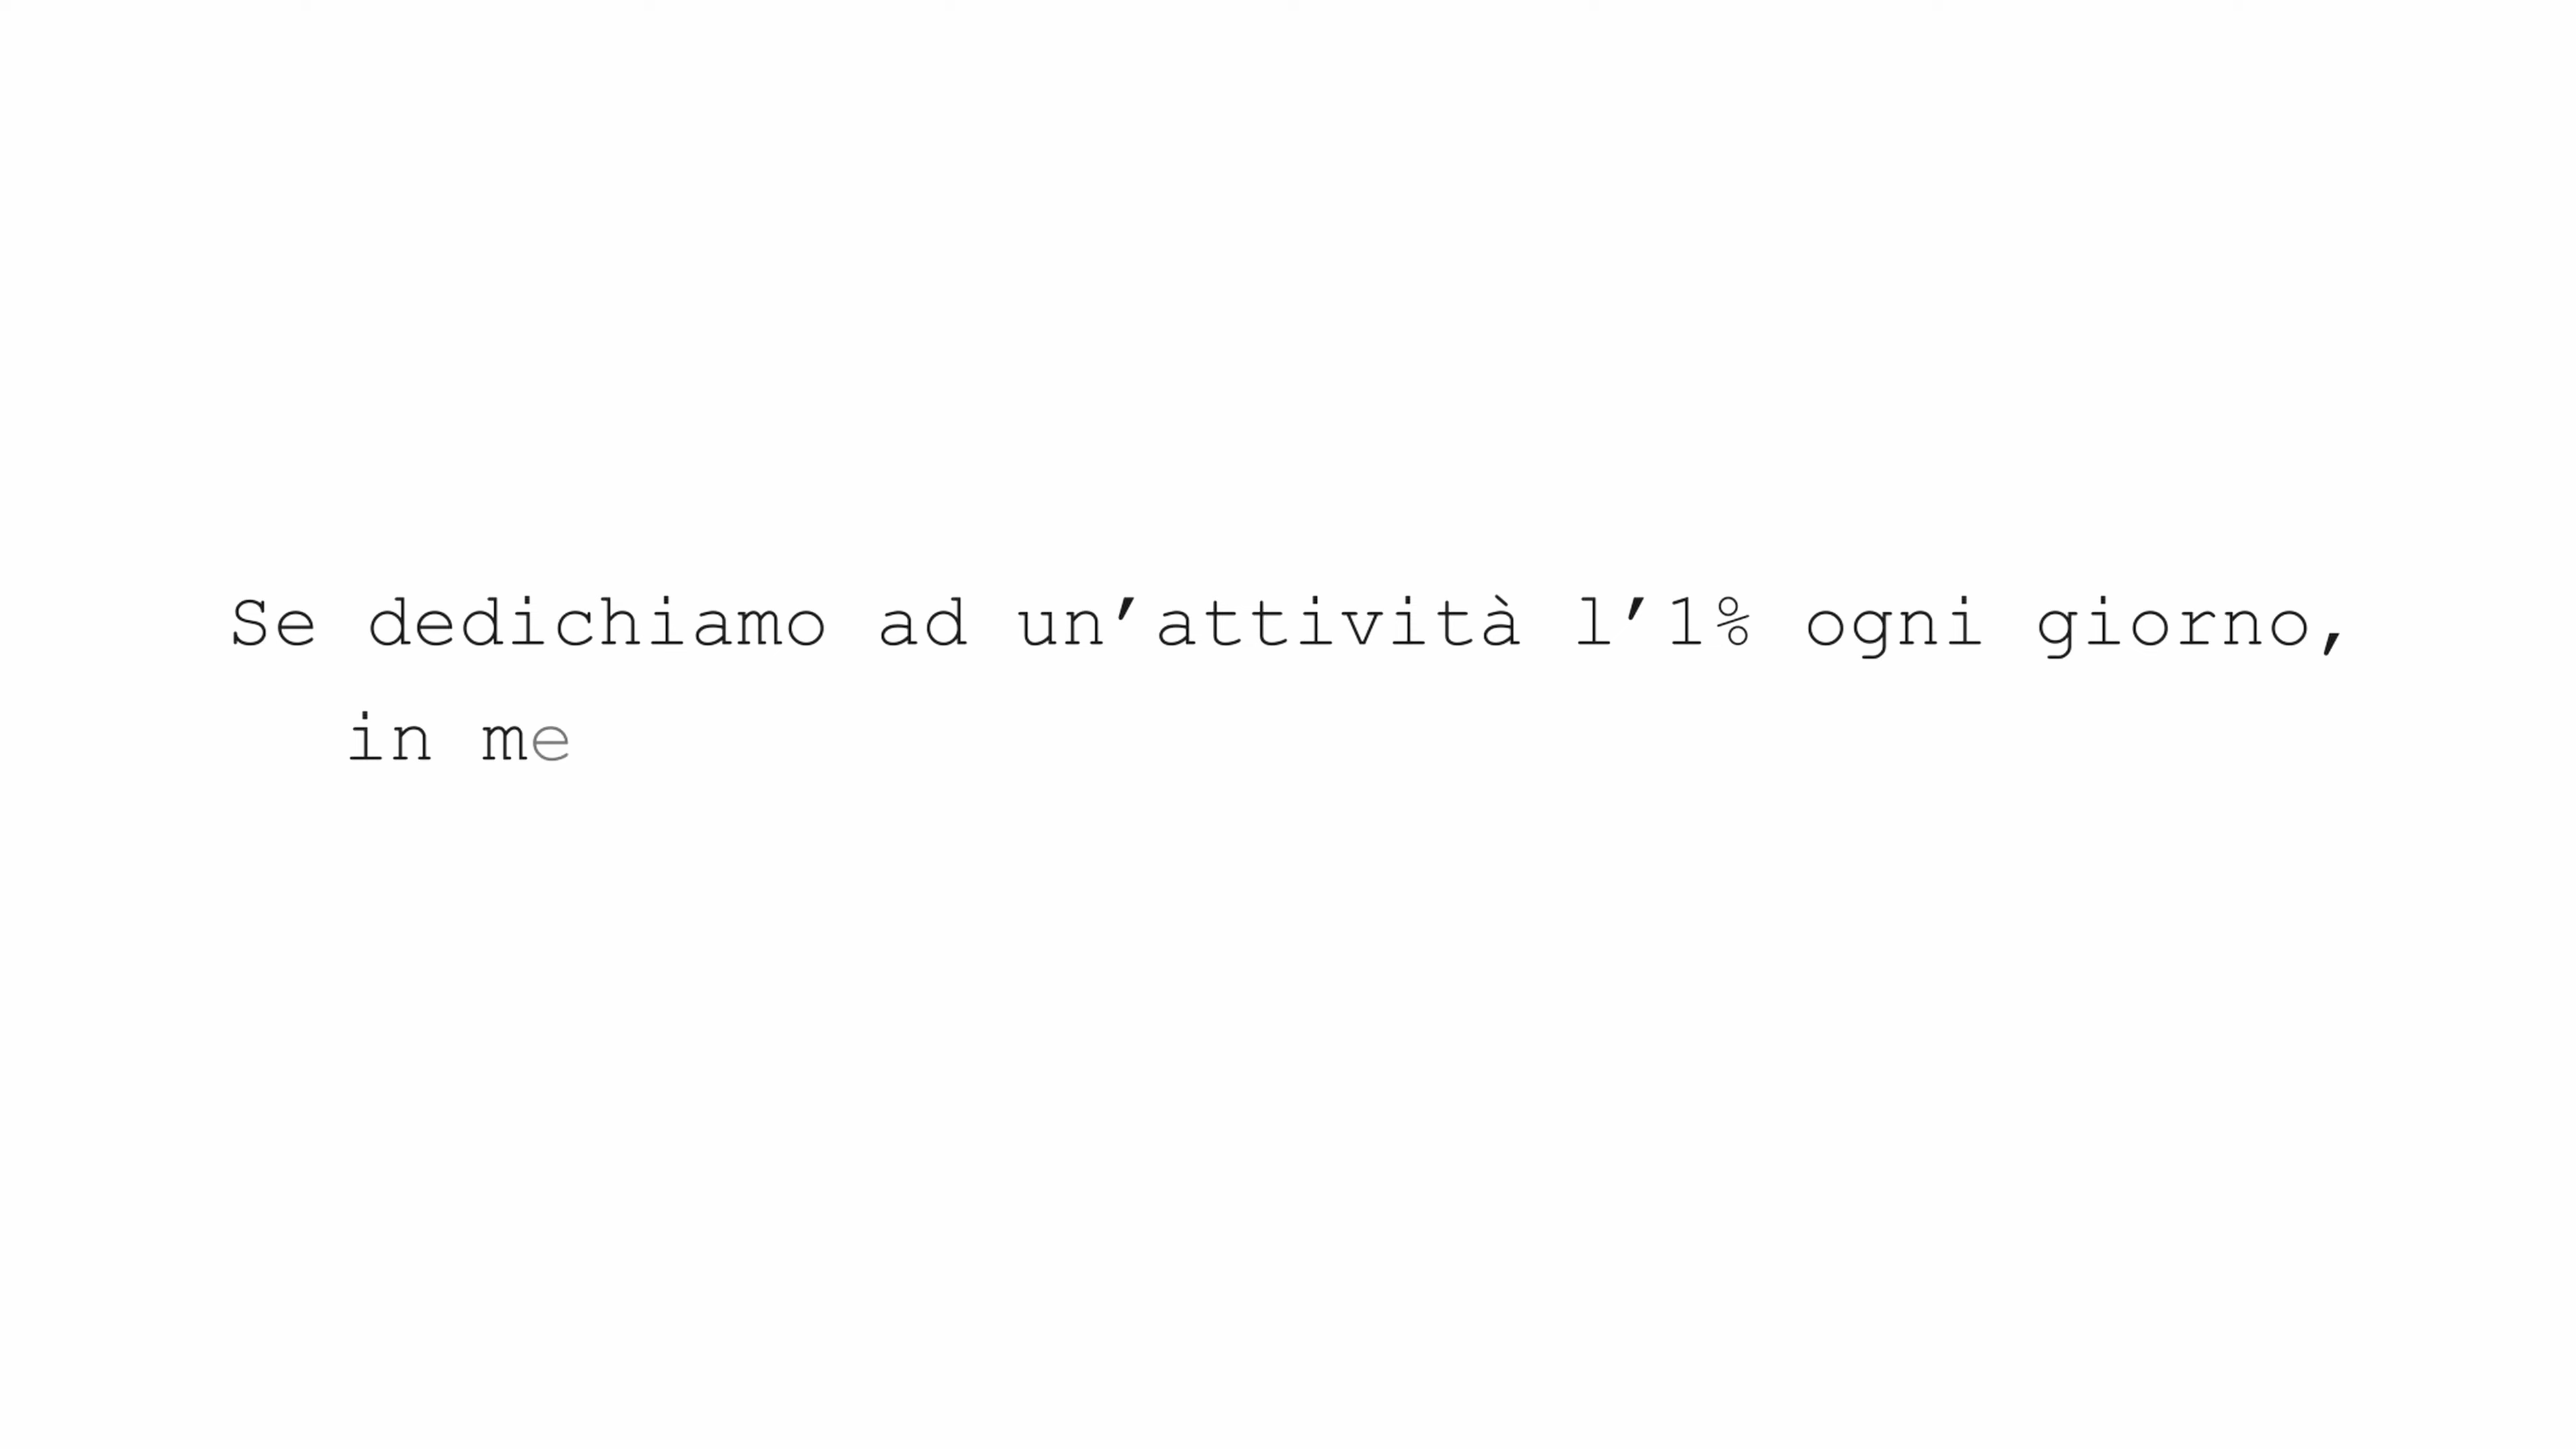 Se dedichiamo ad un’attività l’1% ogni giorno,
in me